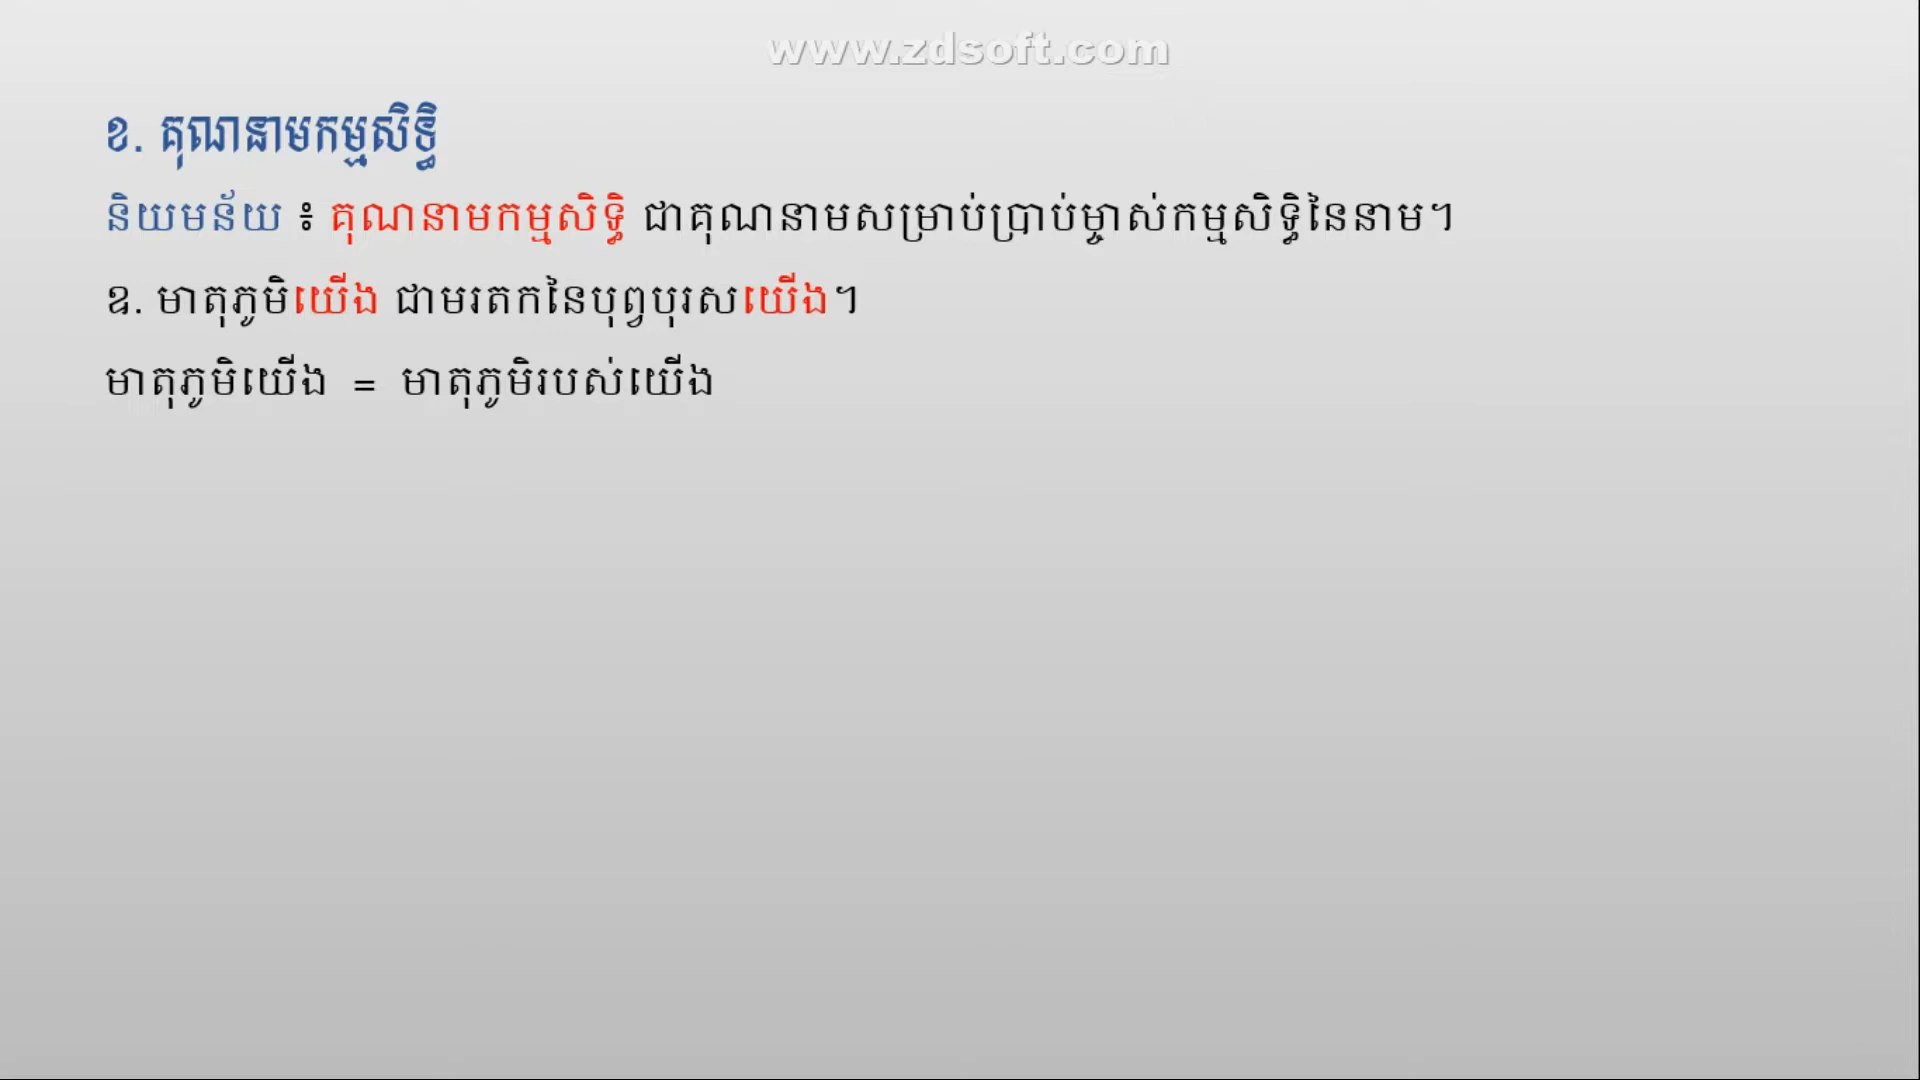 www.zdsoft.com
ខ. គុណនាមកម្មសិទ្ធិ
និយមន័យ ៖ គុណនាមកម្មសិទ្ធិ ជាគុណនាមសម្រាប់ប្រាប់ម្ចាស់កម្មសិទ្ធិនៃនាម។
ឧ. មាតុភូមិយើង ជាមរតកនៃបុព្វបុរសយើង។
មាតុភូមិយើង = មាតុភូមិរបស់យើង